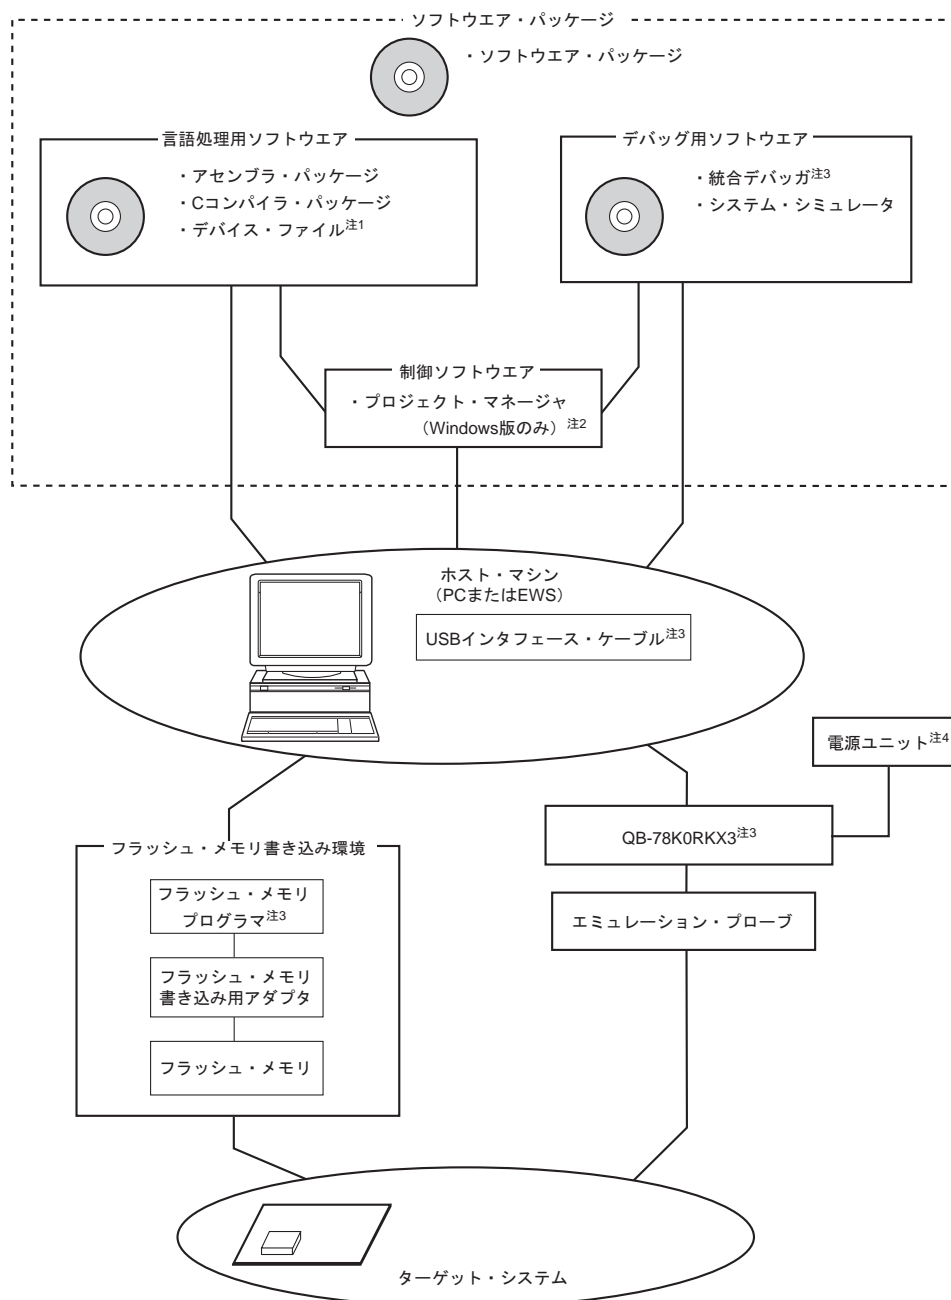 ソフトウエア・パッケージ
・ソフトウエア・パッケージ
言語処理用ソフトウエア
・アセンブラ・パッケージ
・Cコンパイラ・パッケージ
・デバイス・ファイル注1
デバッグ用ソフトウエア
・統合デバッガ注3
・システム・シミュレータ
制御ソフトウエア
・プロジェクト・マネージャ
（Windows版のみ）注2
ホスト・マシン
（PCまたはEWS）
USBインタフェース・ケーブル注3
電源ユニット注4
QB-78K0RKX3注3
エミュレーション・プローブ
フラッシュ・メモリ書き込み環境
フラッシュ・メモリ
プログラマ注3
フラッシュ・メモリ
書き込み用アダプタ
フラッシュ・メモリ
ターゲット・システム